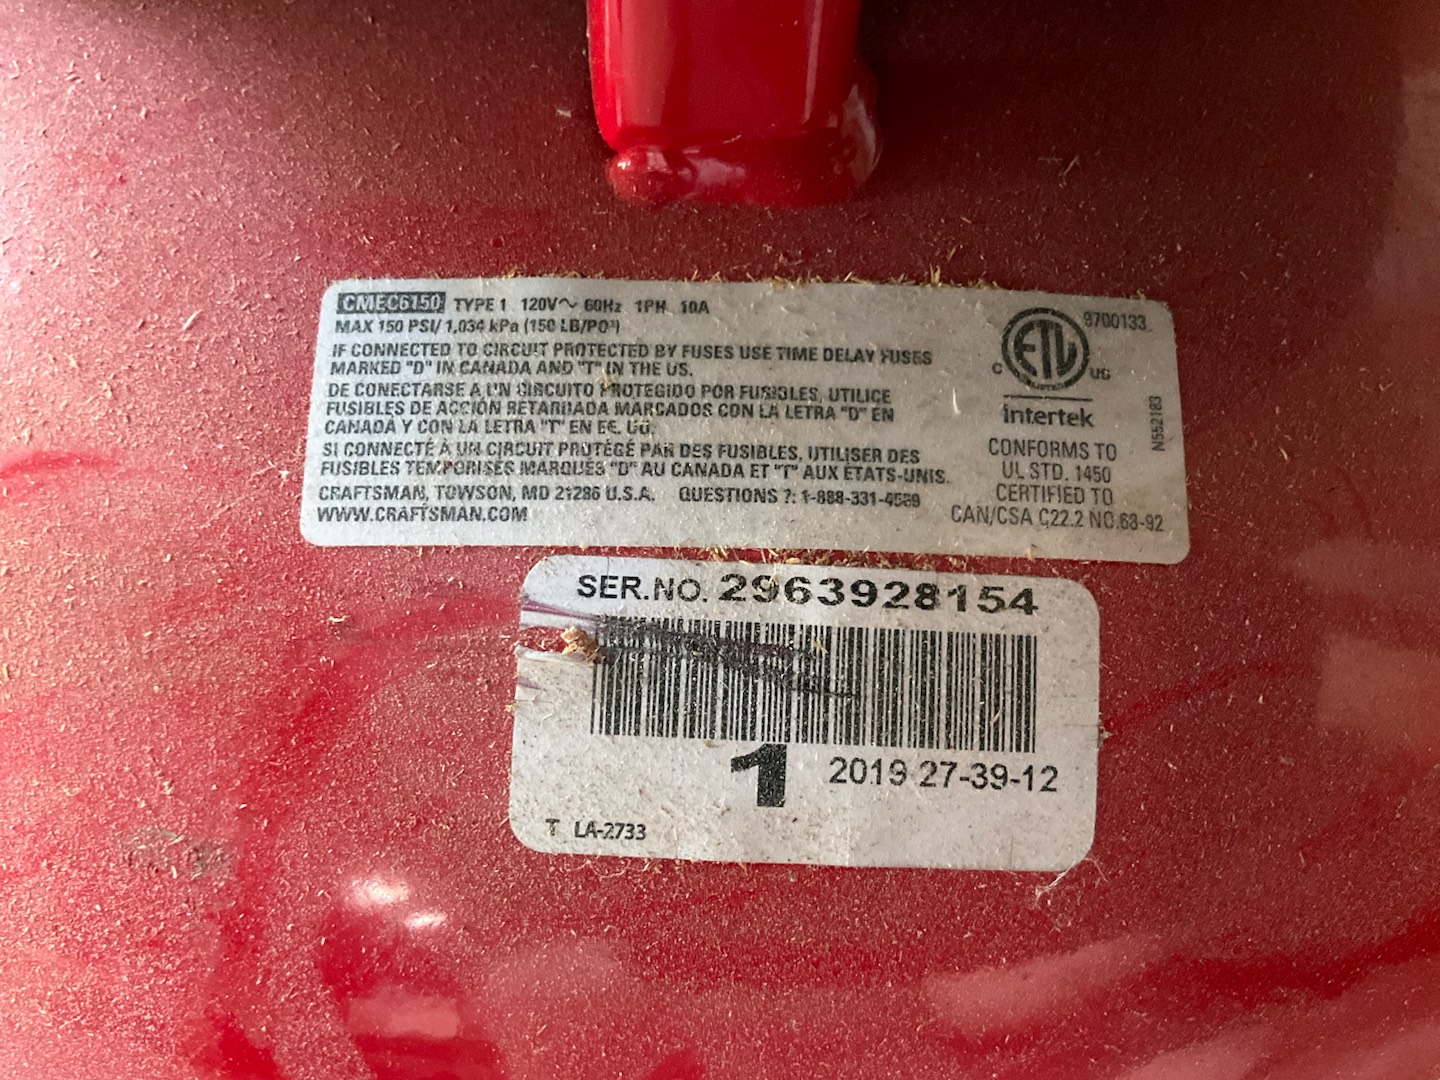 CMEC6150 TYPE 1 120V~ 60Hz 1PH 10A
MAX 150 PSI/ 1,034 kPa (150 LB/PO²)
IF CONNECTED TO CIRCUIT PROTECTED BY FUSES USE TIME DELAY FUSES
MARKED "D" IN CANADA AND "T" IN THE US.
DE CONECTARSE A UN CIRCUITO PROTEGIDO POR FUSIBLES, UTILICE
FUSIBLES DE ACCIÓN RETARDADA MARCADOS CON LA LETRA "D" EN
CANADA Y CON LA LETRA "T" EN EE. UU.
SI CONNECTÉ À UN CIRCUIT PROTÉGÉ PAR DES FUSIBLES, UTILISER DES
FUSIBLES TEMPORISÉS MARQUÉS "D" AU CANADA ET "T" AUX ÉTATS-UNIS.
CRAFTSMAN, TOWSON, MD 21286 U.S.A. QUESTIONS ?: 1-888-331-4569
WWW.CRAFTSMAN.COM
9700133
C ETL US
LISTED
Intertek
CONFORMS TO
UL STD. 1450
CERTIFIED TO
CAN/CSA C22.2 NO.68-92
N552183
SER.NO. 2963928154
1 2019 27-39-12
T LA-2733